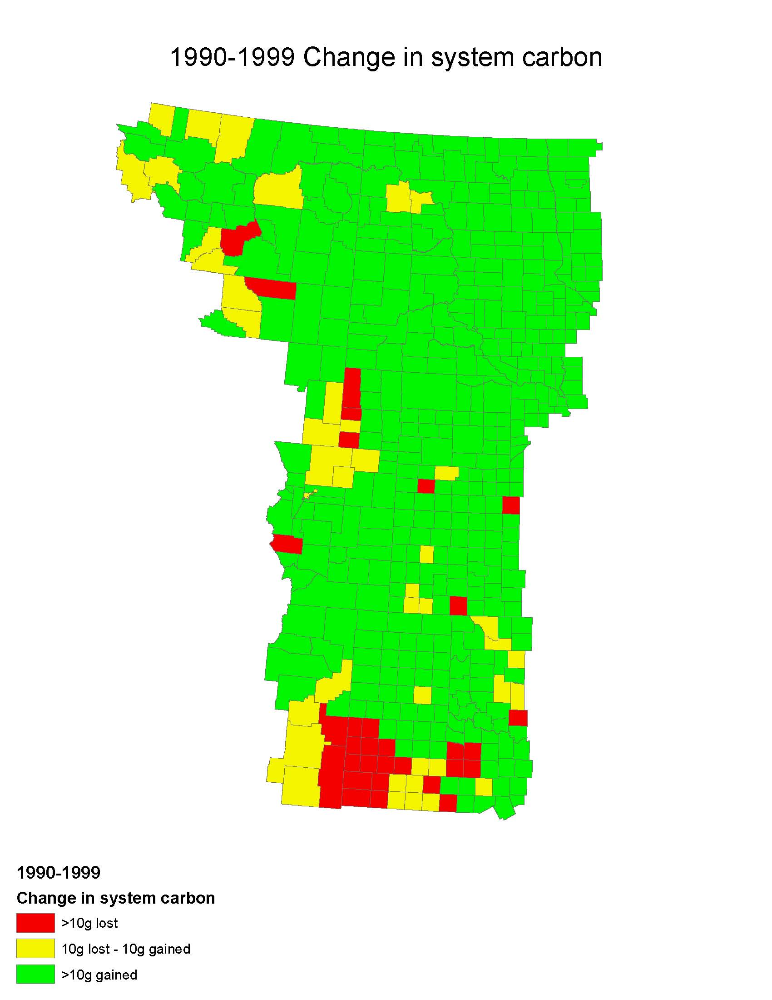 1990-1999 Change in system carbon
1990-1999
Change in system carbon
>10g lost
10g lost - 10g gained
>10g gained